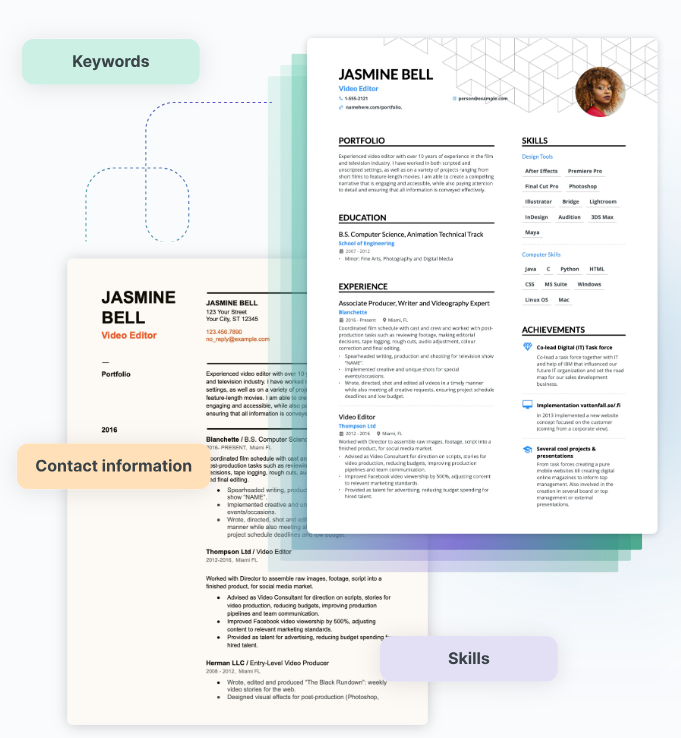 Keywords
JASMINE BELL
Video Editor
1-555-2121
person@example.com
namehere.com/portfolio,
PORTFOLIO
Experienced video editor with over 10 years of experience in the film
and television industry. I have worked in both scripted and
unscripted settings, as well as on a variety of projects ranging from
short films to feature-length movies. I am able to create a compelling
narrative that is engaging and accessible, while also paying attention
to detail and ensuring that all information is conveyed effectively.
EDUCATION
B.S. Computer Science, Animation Technical Track
School of Engineering
2007 - 2012
Minor: Fine Arts, Photography and Digital Media
EXPERIENCE
Associate Producer, Writer and Videography Expert
Blanchette
2016 - Present Miami, FL
Coordinated film schedule with cast and crew and worked with post-
production tasks such as reviewing footage, making editorial
decisions, tape logging, rough cuts, audio adjustment, colour
correction and final editing.
Spearheaded writing, production and shooting for television show
"NAME".
Implemented creative and unique shots for special
events/occasions.
Wrote, directed, shot and edited all videos in a timely manner
while also meeting all creative requests, ensuring project schedule
deadlines and low budget.
Video Editor
Thompson Ltd
2012 - 2016 Miami, FL
Worked with Director to assemble raw images, footage, script into a
finished product, for social media market.
Advised as Video Consultant for direction on scripts, stories for
video production, reducing budgets, improving production
pipelines and team communication.
Improved Facebook video viewership by 500%, adjusting content
to relevant marketing standards.
Provided as talent for advertising, reducing budget spending for
hired talent.
SKILLS
Design Tools
After Effects Premiere Pro
Final Cut Pro Photoshop
Illustrator Bridge Lightroom
InDesign Audition 3DS Max
Maya
Computer Skills
Java C Python HTML
CSS MS Suite Windows
Linux OS Mac
ACHIEVEMENTS
Co-lead Digital (IT) Task force
Co-lead a task force together with IT
and help of IBM that influenced our
future IT organization and set the road
map for our sales development
business.
Implementation vattenfall.se/.fi
In 2013 Implemented a new website
concept focused on the customer
(coming from a corporate view)
Several cool projects &
presentations
From task forces creating a pure
mobile websites till creating digital
online magazines to inform top
management. Also involved in the
creation in several board or top
management or external
presentations.
JASMINE
BELL
Video Editor
JASMINE BELL
123 Your Street
Your City, ST 12345
123.456.7890
no_reply@example.com
Portfolio
Experienced video editor with over 10
and television industry. I have worked
settings, as well as on a variety of
feature-length movies. I am able to
engaging and accessible, while also
ensuring that all information is
2016
Blanchette / B.S. Computer
PRESENT, Miami FL
Contact information
Coordinated film schedule with cast and
post-production tasks such as
decisions, tape logging, rough cuts,
and final editing.
Spearheaded writing,
show "NAME".
Implemented creative and
events/occasions.
Wrote, directed, shot and
manner while also meeting
project schedule deadlines and low budget.
Thompson Ltd / Video Editor
2012-2016, Miami FL
Worked with Director to assemble raw images, footage, script into a
finished product, for social media market.
Advised as Video Consultant for direction on scripts, stories for
video production, reducing budgets, improving production
pipelines and team communication.
Improved Facebook video viewership by 500%, adjusting
content to relevant marketing standards.
Provided as talent for advertising, reducing budget spending
hired talent.
Skills
Herman LLC / Entry-Level Video Producer
2008 - 2012, Miami FL
Wrote, edited and produced "The Black Rundown": weekly
video stories for the web.
Designed visual effects for post-production (Photoshop,